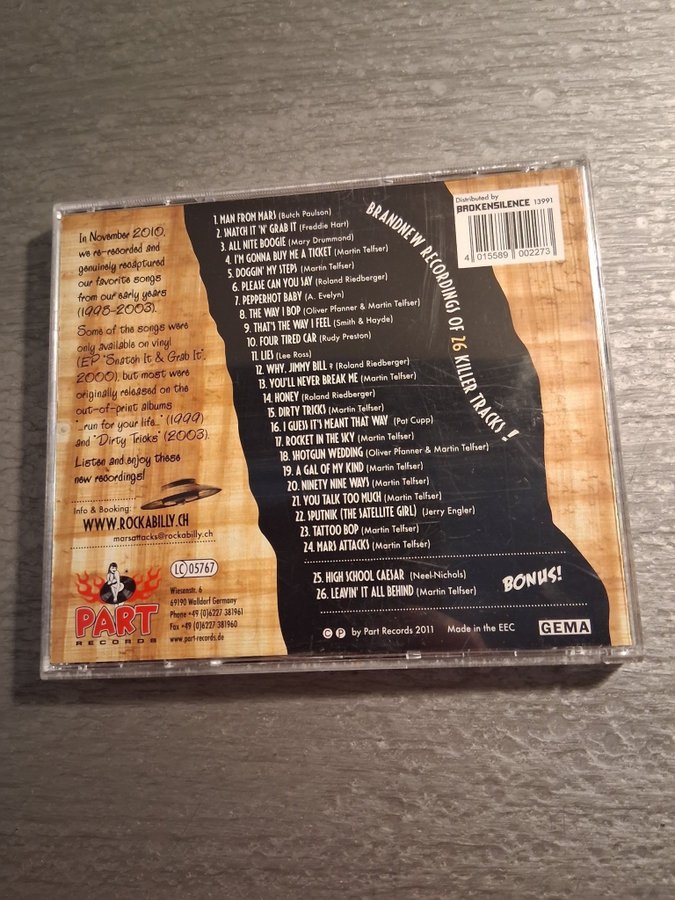 In November 2010,
we re-recorded and
genuinely recaptured
our favorite songs
from our early years
(1998-2003).
Some of the songs were
only available on vinyl
(EP "Snatch It & Grab It",
2000), but most were
originally released on the
out-of-print albums
"...run for your life..." (1999)
and "Dirty Tricks" (2003).
Listen and enjoy these
new recordings!
Info & Booking:
WWW.ROCKABILLY.CH
marsattacks@rockabilly.ch
PART
RECORDS
LC 05767
Wiesenstr. 6
69190 Walldorf Germany
Phone +49 (0)6227 381961
Fax +49 (0)6227 381960
www.part-records.de
1. MAN FROM MARS (Butch Paulson)
2. SNATCH IT 'N' GRAB IT (Freddie Hart)
3. ALL NITE BOOGIE (Mary Drummond)
4. I'M GONNA BUY ME A TICKET (Martin Telfser)
5. DOGGIN' MY STEPS (Martin Telfser)
6. PLEASE CAN YOU SAY (Roland Riedberger)
7. PEPPERHOT BABY (A. Evelyn)
8. THE WAY I BOP (Oliver Pfanner & Martin Telfser)
9. THAT'S THE WAY I FEEL (Smith & Hayde)
10. FOUR TIRED CAR (Rudy Preston)
11. LIES (Lee Ross)
12. WHY, JIMMY BILL? (Roland Riedberger)
13. YOU'LL NEVER BREAK ME (Martin Telfser)
14. HONEY (Roland Riedberger)
15. DIRTY TRICKS (Martin Telfser)
16. I GUESS IT'S MEANT THAT WAY (Pat Cupp)
17. ROCKET IN THE SKY (Martin Telfser)
18. SHOTGUN WEDDING (Oliver Pfanner & Martin Telfser)
19. A GAL OF MY KIND (Martin Telfser)
20. NINETY NINE WAYS (Martin Telfser)
21. YOU TALK TOO MUCH (Martin Telfser)
22. SPUTNIK (THE SATELLITE GIRL) (Jerry Engler)
23. TATTOO BOP (Martin Telfser)
24. MARS ATTACKS (Martin Telfser)
25. HIGH SCHOOL CAESAR (Neel-Nichols)
26. LEAVIN' IT ALL BEHIND (Martin Telfser)
BONUS!
© ℗ by Part Records 2011 Made in the EEC
GEMA
BRANDNEW RECORDINGS OF 26 KILLER TRACKS!
Distributed by
BROKENSILENCE 13991
4 015589 002273